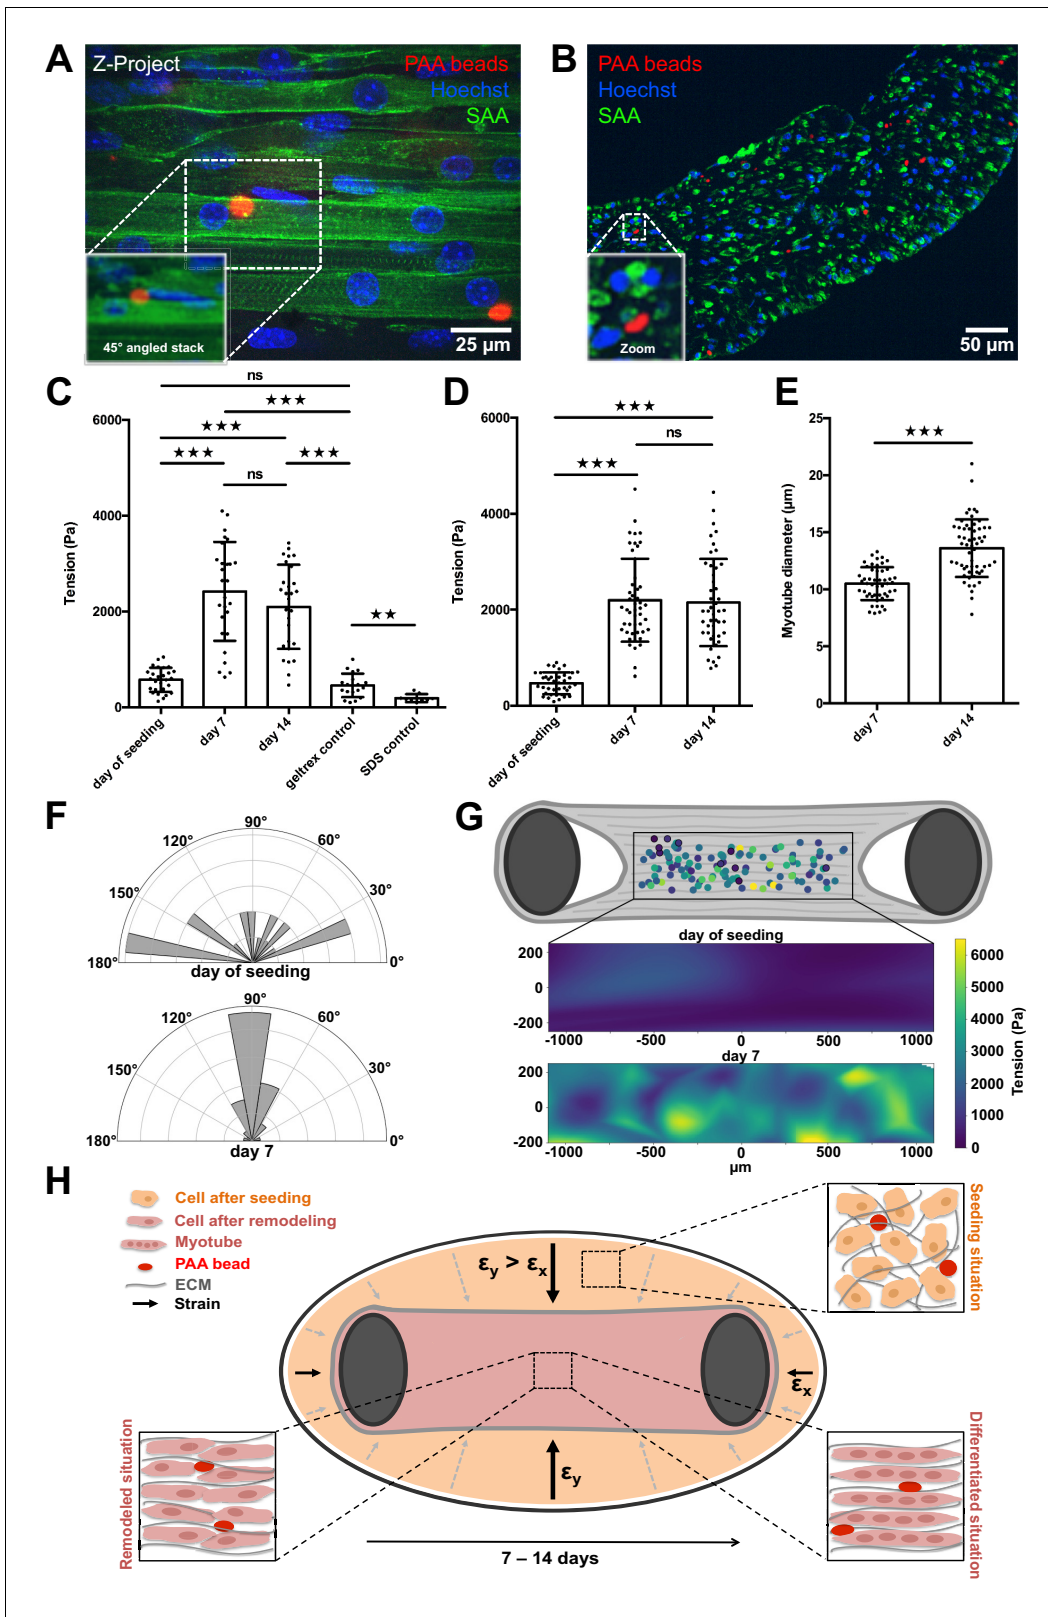 A
Z-Project
PAA beads
Hoechst
SAA
45° angled stack
25 µm
B
PAA beads
Hoechst
SAA
Zoom
50 µm
C
ns
★★★
★★★
★★★
★★★
ns
★★
Tension (Pa)
6000
4000
2000
0
day of seeding
day 7
day 14
geltrex control
SDS control
D
★★★
ns
★★★
Tension (Pa)
6000
4000
2000
0
day of seeding
day 7
day 14
E
★★★
Myotube diameter (µm)
25
20
15
10
5
0
day 7
day 14
F
90°
120°
60°
150°
30°
180°
0°
day of seeding
90°
120°
60°
150°
30°
180°
0°
day 7
G
day of seeding
200
0
-200
-1000
-500
0
500
1000
day 7
200
0
-200
-1000
-500
0
500
1000
µm
6000
5000
4000
3000
2000
1000
0
Tension (Pa)
H
Cell after seeding
Cell after remodeling
Myotube
PAA bead
ECM
Strain
εy > εx
εx
εy
Seeding situation
Remodeled situation
Differentiated situation
7 – 14 days